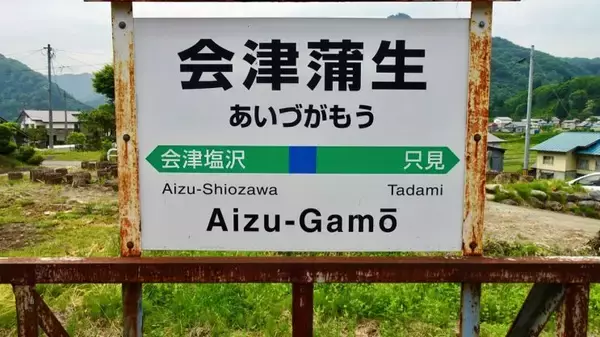 会津蒲生
あいづがもう
会津塩沢 只見
Aizu-Shiozawa Tadami
Aizu-Gamō